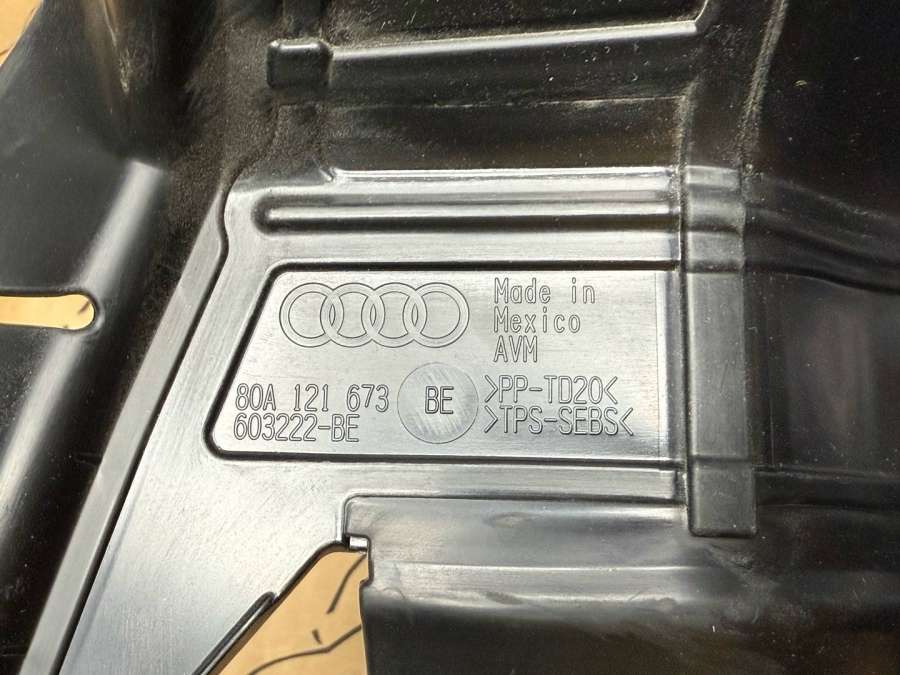 Made in
Mexico
AVM
80A 121 673 BE >PP-TD20<
603222-BE >TPS-SEBS<